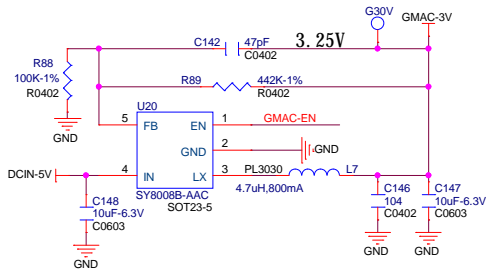 G30V
GMAC-3V
C142
47pF
C0402
3.25V
R88
100K-1%
R0402
GND
R89
442K-1%
R0402
U20
5
FB
EN
1
GMAC-EN
GND
2
GND
DCIN-5V
4
IN
LX
3
PL3030
L7
SY8008B-AAC
SOT23-5
4.7uH,800mA
C148
10uF-6.3V
C0603
GND
C146
104
C0402
GND
C147
10uF-6.3V
C0603
GND